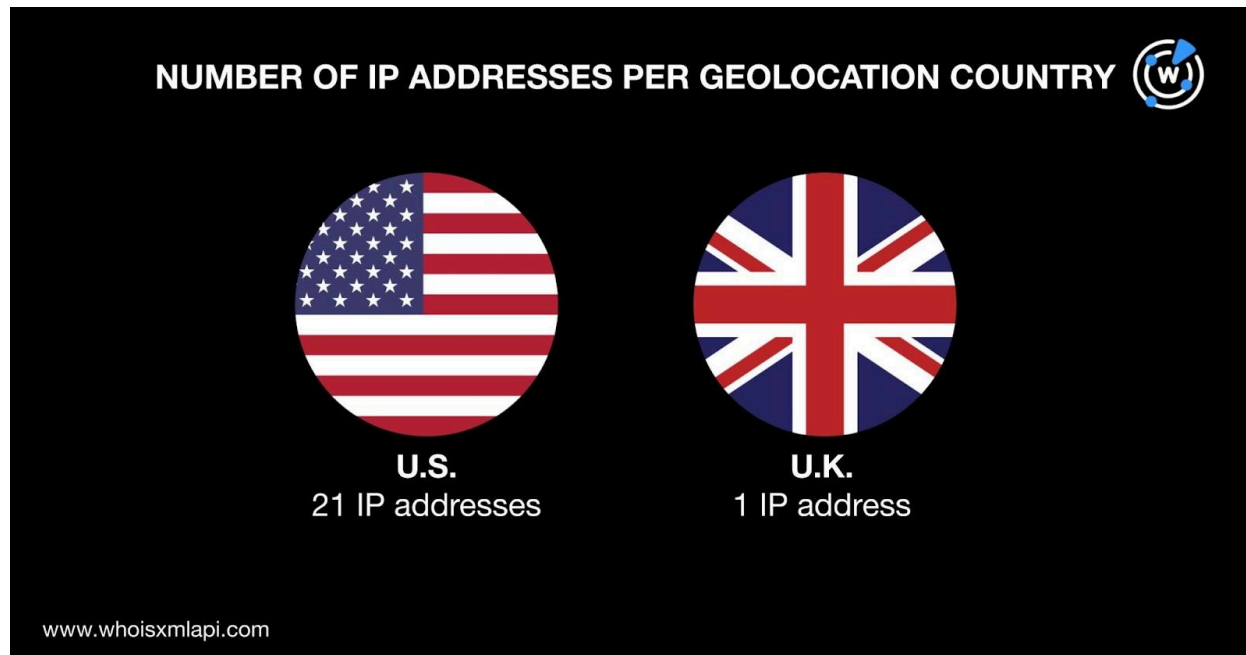 NUMBER OF IP ADDRESSES PER GEOLOCATION COUNTRY
W
U.S.
21 IP addresses
U.K.
1 IP address
www.whoisxmlapi.com